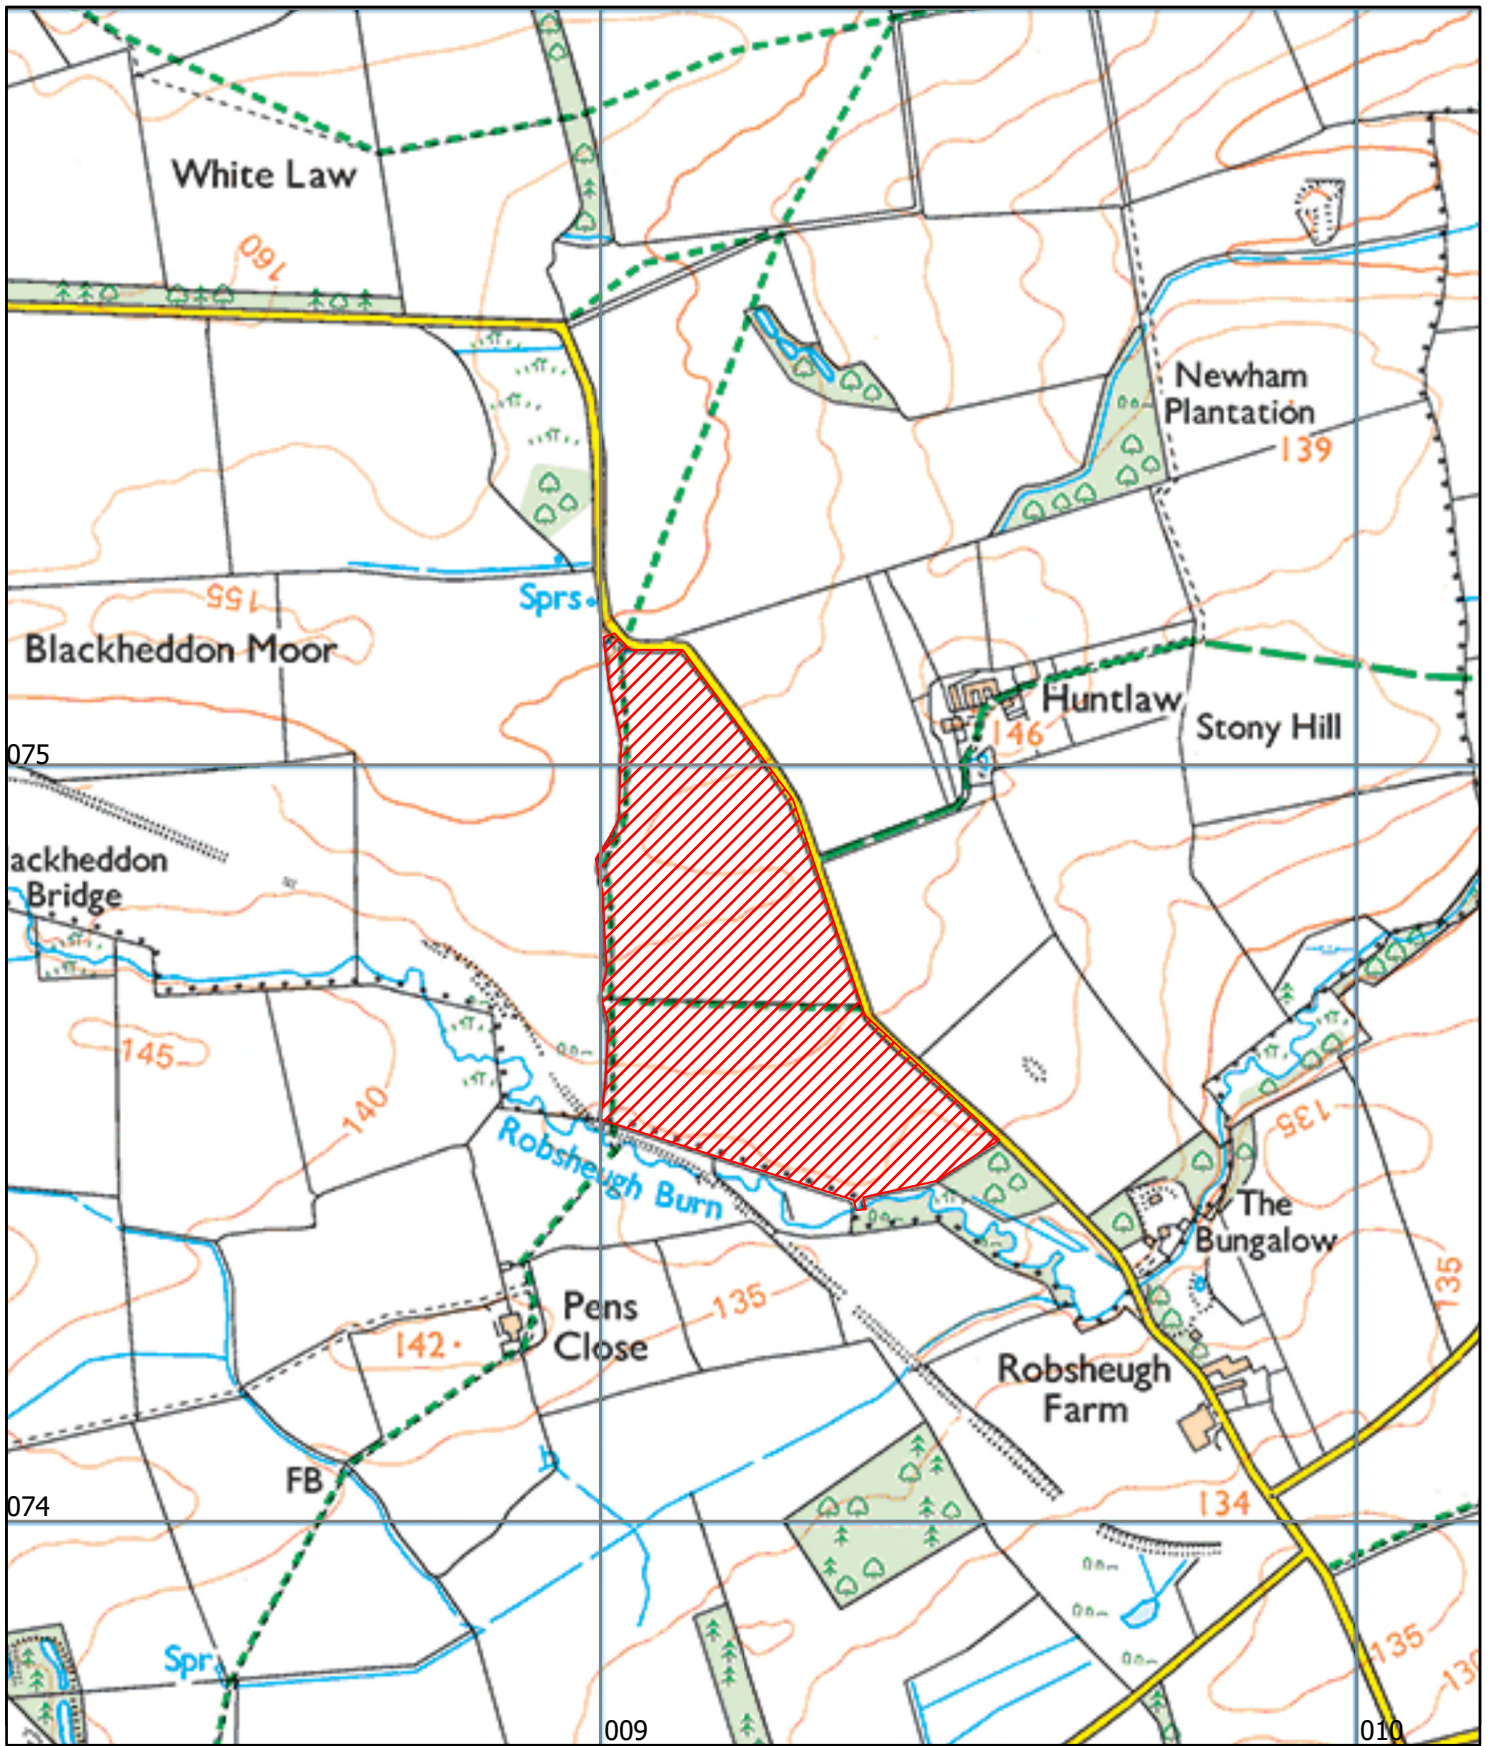 White Law
160
Newham
Plantation
139
Sprs
155
Blackheddon Moor
Huntlaw
146
Stony Hill
075
ackheddon
Bridge
145
140
Robsheugh Burn
135
The
Bungalow
135
Pens
Close
135
142
Robsheugh
Farm
FB
134
074
Spr
135
130
009
010